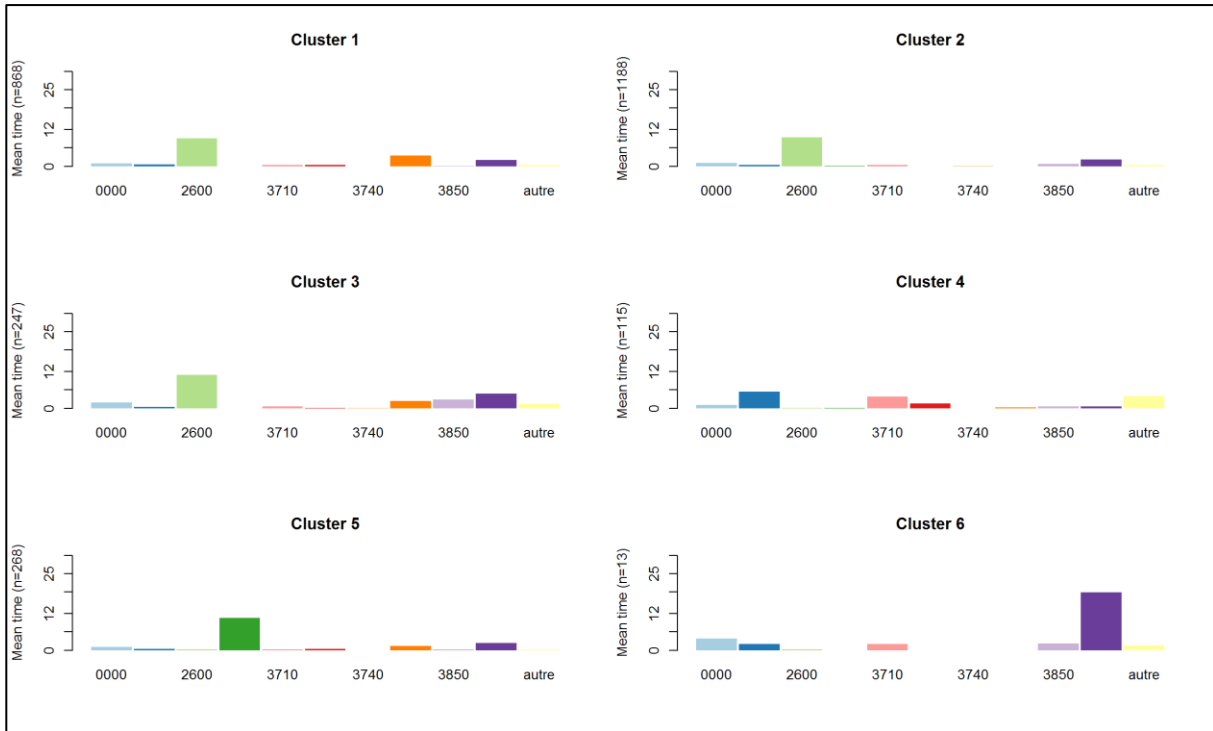 Cluster 1
Mean time (n=868)
25
12
0
0000 2600 3710 3740 3850 autre
Cluster 2
Mean time (n=1188)
25
12
0
0000 2600 3710 3740 3850 autre
Cluster 3
Mean time (n=247)
25
12
0
0000 2600 3710 3740 3850 autre
Cluster 4
Mean time (n=115)
25
12
0
0000 2600 3710 3740 3850 autre
Cluster 5
Mean time (n=268)
25
12
0
0000 2600 3710 3740 3850 autre
Cluster 6
Mean time (n=13)
25
12
0
0000 2600 3710 3740 3850 autre